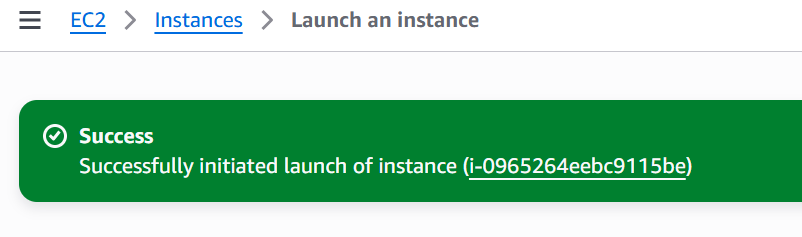 EC2 > Instances > Launch an instance
Success
Successfully initiated launch of instance (i-0965264eebc9115be)